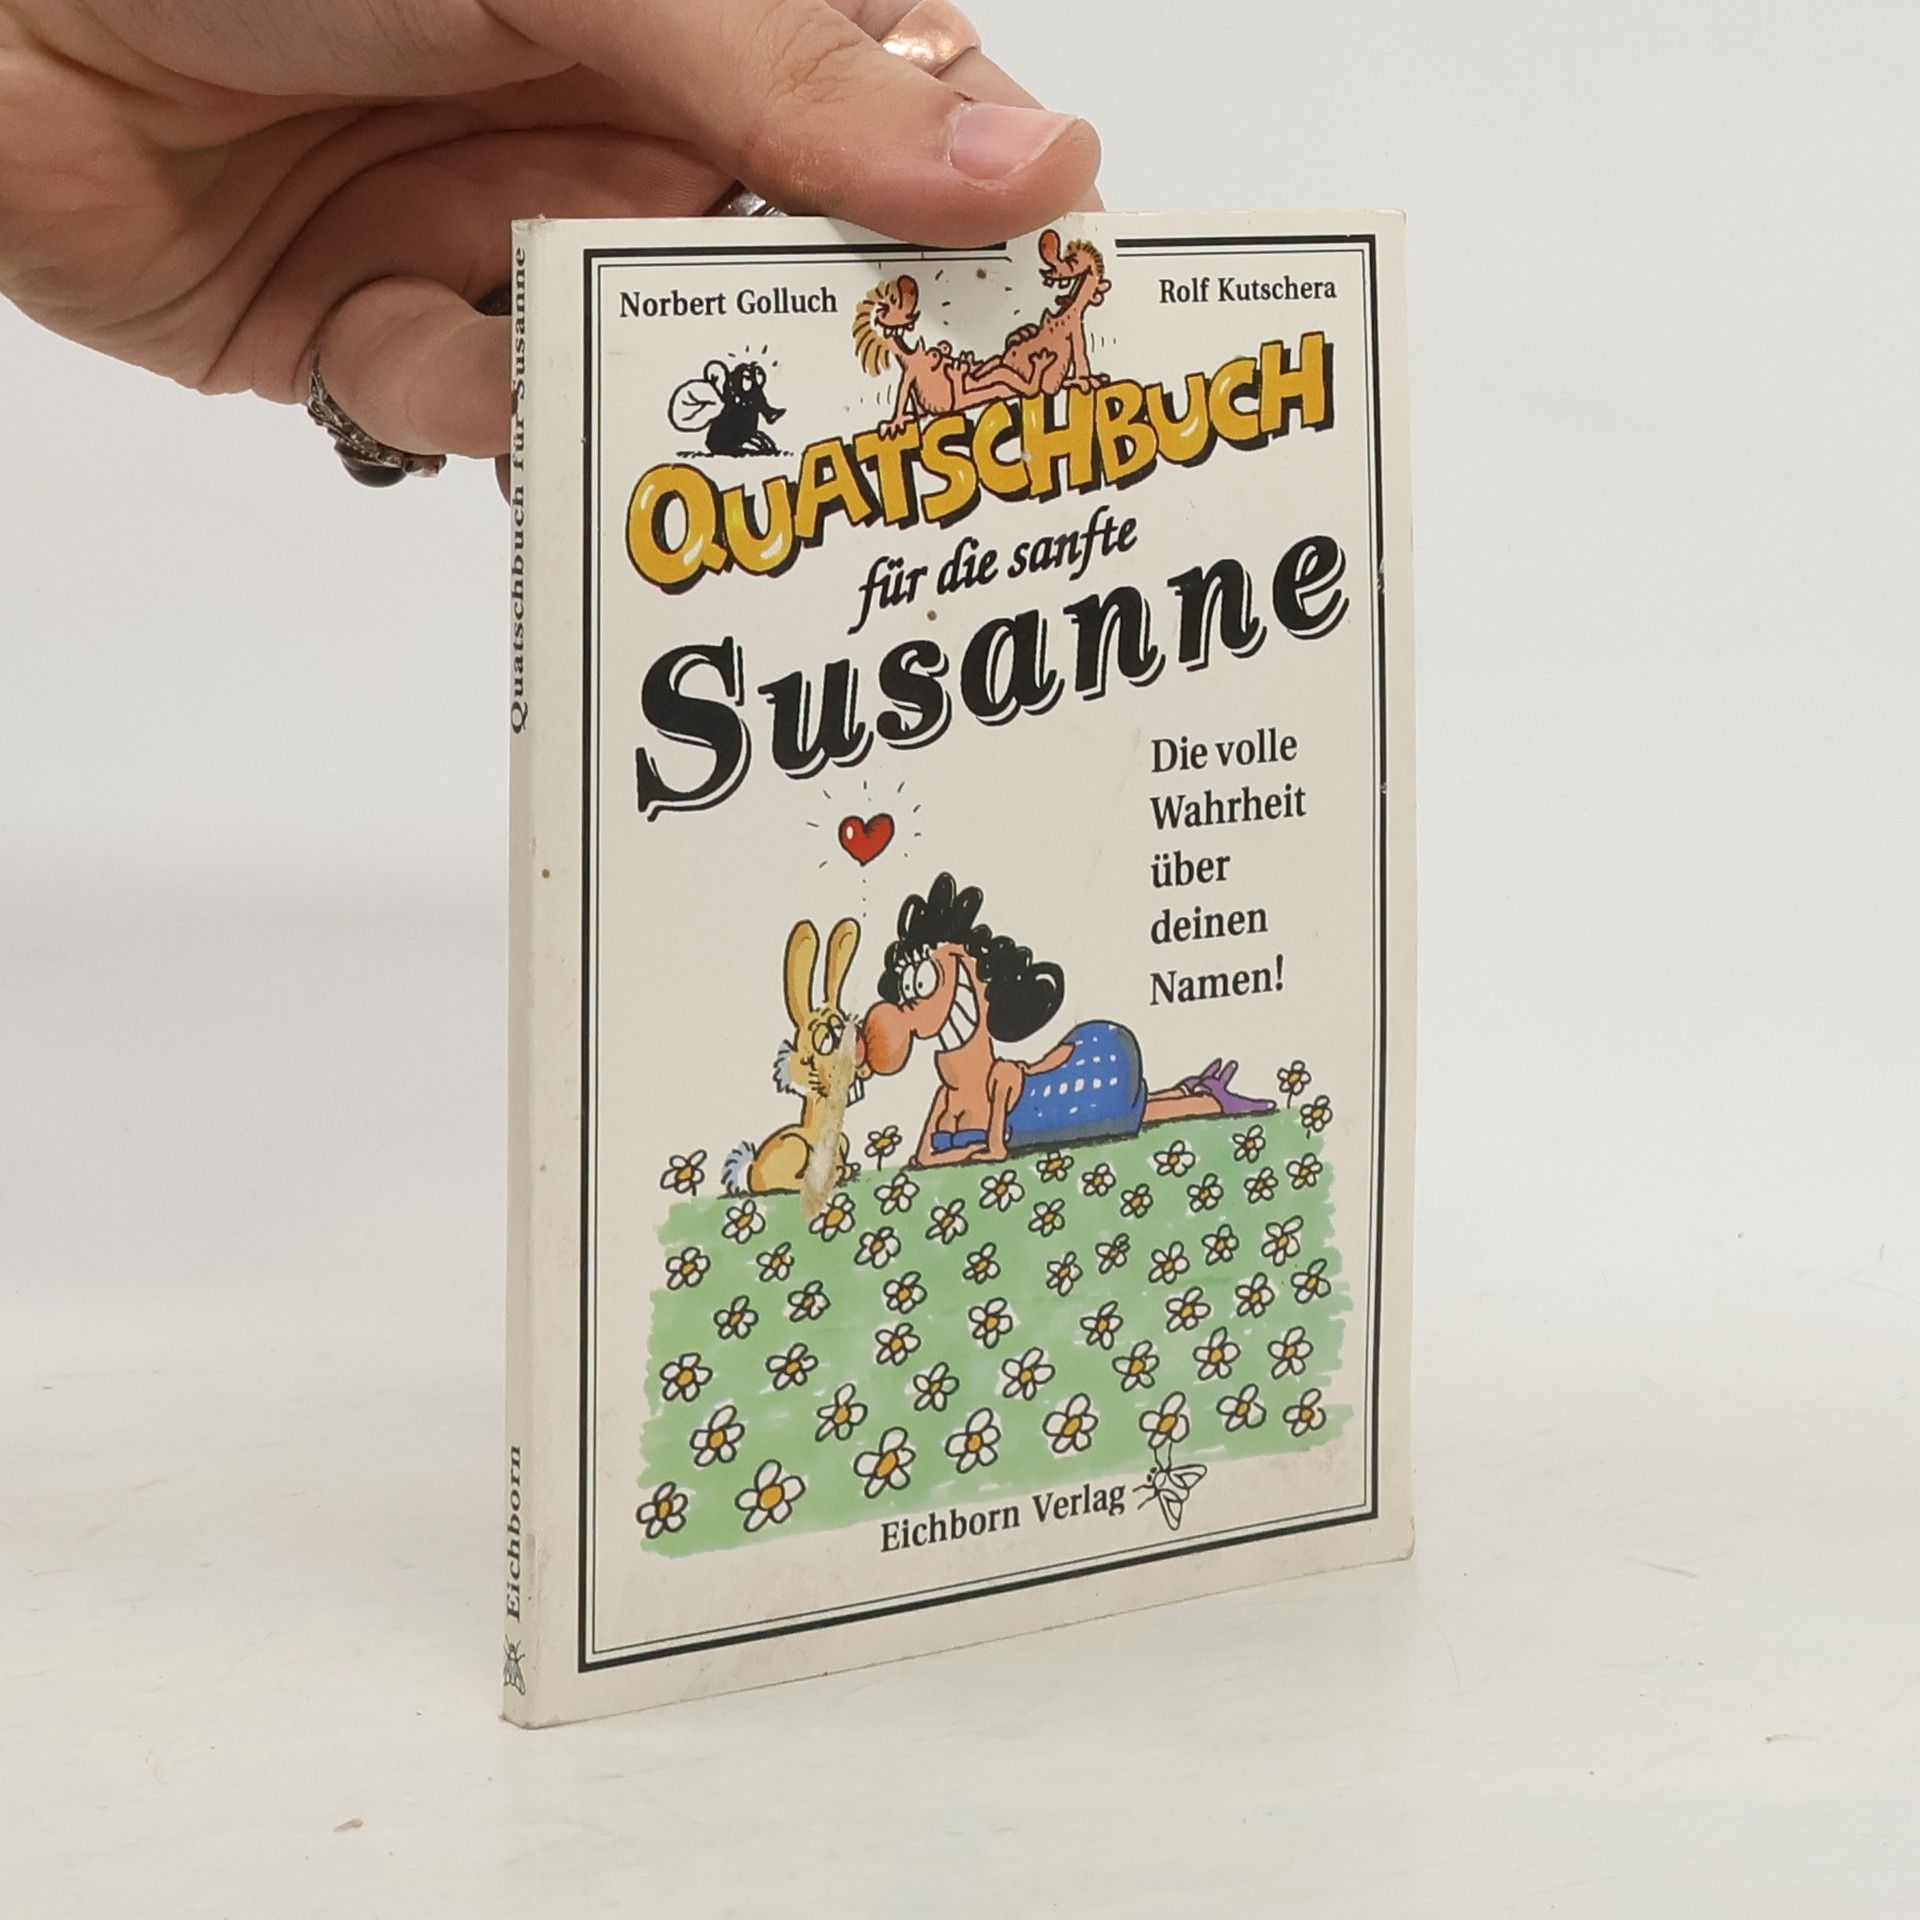 Norbert Golluch
Rolf Kutschera
QUATSCHBUCH
für die sanfte
Susanne
Die volle
Wahrheit
über
deinen
Namen!
Eichborn Verlag
Quatschbuch für Susanne
Eichborn